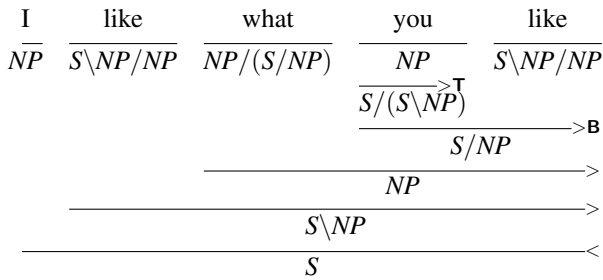 I like what you like
NP S\NP/NP NP/(S/NP) NP S\NP/NP
>T
S/(S\NP)
>B
S/NP
>
NP
>
S\NP
<
S